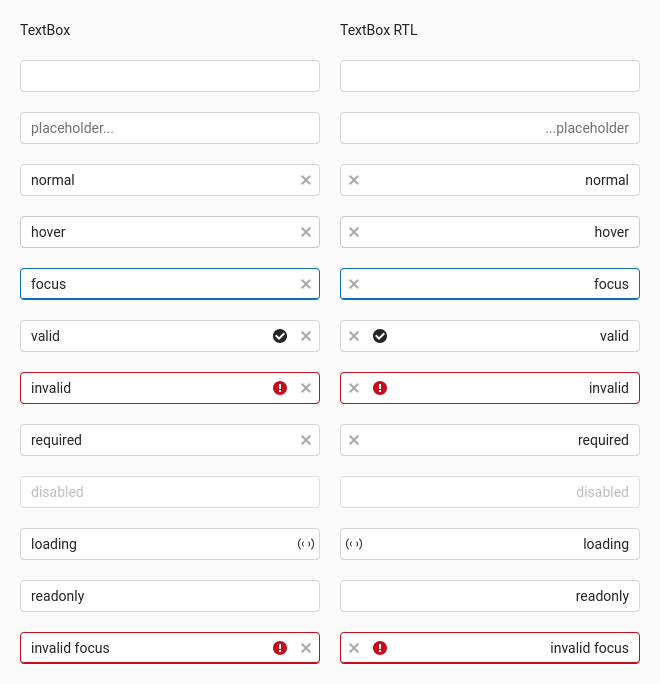 TextBox
TextBox RTL
placeholder...
...placeholder
normal
normal
hover
hover
focus
focus
valid
valid
invalid
invalid
required
required
disabled
disabled
loading
loading
readonly
readonly
invalid focus
invalid focus